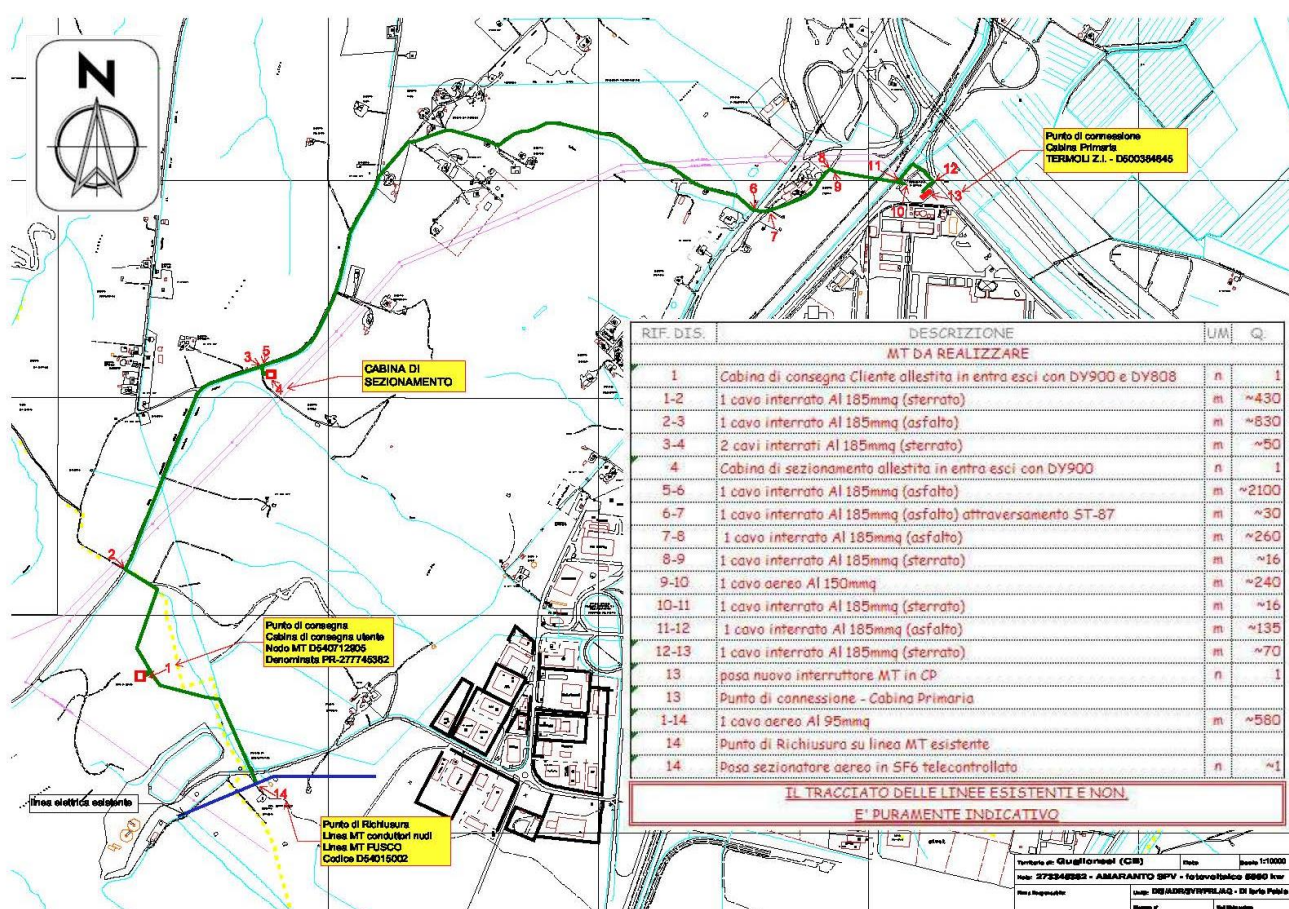 N
Punto di connessione
Cabina Primaria
TERMOLI Z.I. - D500384645
8
11
12
9
13
6
10
7
3
5
4
CABINA DI
SEZIONAMENTO
2
Punto di consegna
Cabina di consegna utente
Nodo MT D540712905
Denominata PR-277745382
1
linea elettrica esistente
14
Punto di Richiusura
Linea MT conduttori nudi
Linea MT FUSCO
Codice D54015002
RIF. DIS. DESCRIZIONE UM Q.
MT DA REALIZZARE
1 Cabina di consegna Cliente allestita in entra esci con DY900 e DY808 n 1
1-2 1 cavo interrato Al 185mmq (sterrato) m ~430
2-3 1 cavo interrato Al 185mmq (asfalto) m ~830
3-4 2 cavi interrati Al 185mmq (sterrato) m ~50
4 Cabina di sezionamento allestita in entra esci con DY900 n 1
5-6 1 cavo interrato Al 185mmq (asfalto) m ~2100
6-7 1 cavo interrato Al 185mmq (asfalto) attraversamento ST-87 m ~30
7-8 1 cavo interrato Al 185mmq (asfalto) m ~260
8-9 1 cavo interrato Al 185mmq (sterrato) m ~16
9-10 1 cavo aereo Al 150mmq m ~240
10-11 1 cavo interrato Al 185mmq (sterrato) m ~16
11-12 1 cavo interrato Al 185mmq (asfalto) m ~135
12-13 1 cavo interrato Al 185mmq (sterrato) m ~70
13 posa nuovo interruttore MT in CP n 1
13 Punto di connessione - Cabina Primaria
1-14 1 cavo aereo Al 95mmq m ~580
14 Punto di Richiusura su linea MT esistente
14 Posa sezionatore aereo in SF6 telecontrollato n ~1
IL TRACCIATO DELLE LINEE ESISTENTI E NON,
E' PURAMENTE INDICATIVO
Territorio di: Guglionesi (CB) Data Scala 1:10000
273345382 - AMARANTO SPV - fotovoltaico kw